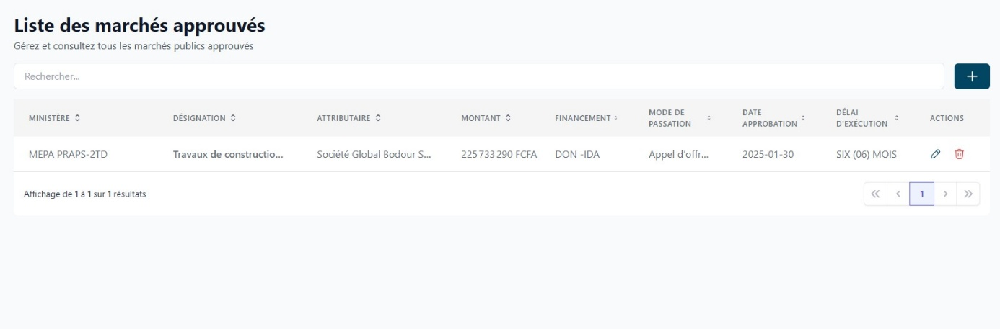 Liste des marchés approuvés
Gérez et consultez tous les marchés publics approuvés
Rechercher...
MINISTÈRE DÉSIGNATION ATTRIBUTAIRE MONTANT FINANCEMENT MODE DE PASSATION DATE APPROBATION DÉLAI D'EXÉCUTION ACTIONS
MEPA PRAPS-2TD Travaux de constructio... Société Global Bodour S... 225 733 290 FCFA DON -IDA Appel d'offr... 2025-01-30 SIX (06) MOIS
Affichage de 1 à 1 sur 1 résultats
1